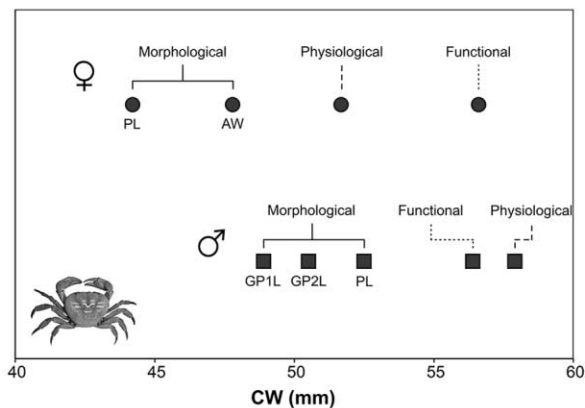 Morphological Physiological Functional
♀
PL AW
Morphological Functional Physiological
♂
GP1L GP2L PL
40 45 50 55 60
CW (mm)